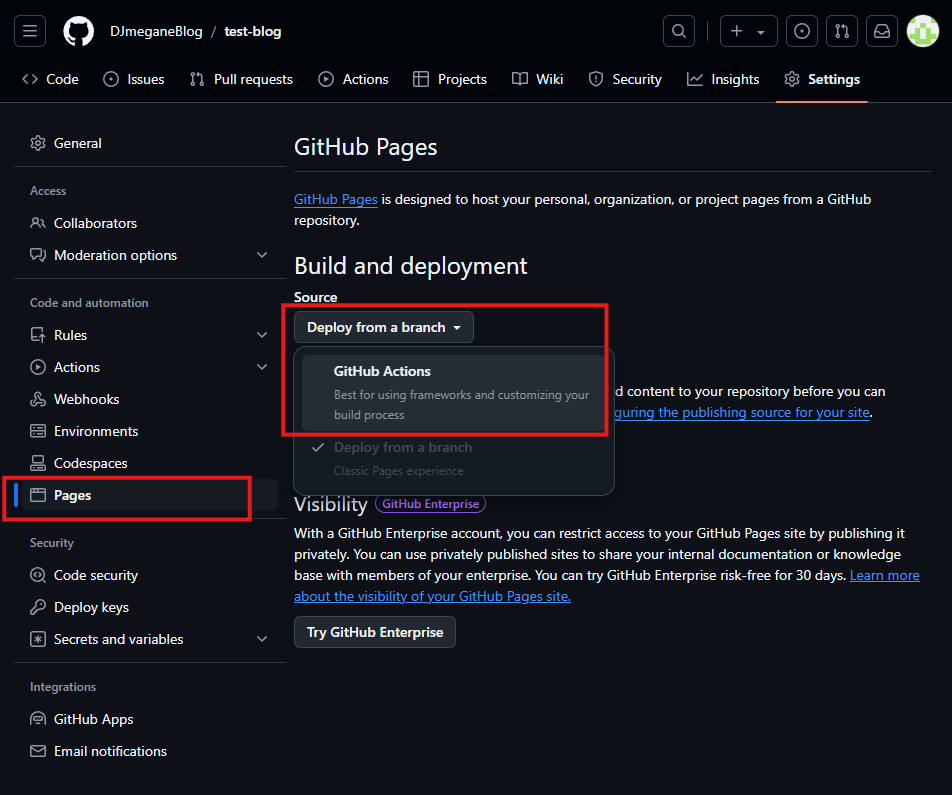 DJmeganeBlog / test-blog
Code Issues Pull requests Actions Projects Wiki Security Insights Settings
General
Access
Collaborators
Moderation options
Code and automation
Rules
Actions
Webhooks
Environments
Codespaces
Pages
Security
Code security
Deploy keys
Secrets and variables
Integrations
GitHub Apps
Email notifications
GitHub Pages
GitHub Pages is designed to host your personal, organization, or project pages from a GitHub
repository.
Build and deployment
Source
Deploy from a branch
GitHub Actions
Best for using frameworks and customizing your
build process
Deploy from a branch
Classic Pages experience
d content to your repository before you can
guring the publishing source for your site.
Visibility GitHub Enterprise
With a GitHub Enterprise account, you can restrict access to your GitHub Pages site by publishing it
privately. You can use privately published sites to share your internal documentation or knowledge
base with members of your enterprise. You can try GitHub Enterprise risk-free for 30 days. Learn more
about the visibility of your GitHub Pages site.
Try GitHub Enterprise